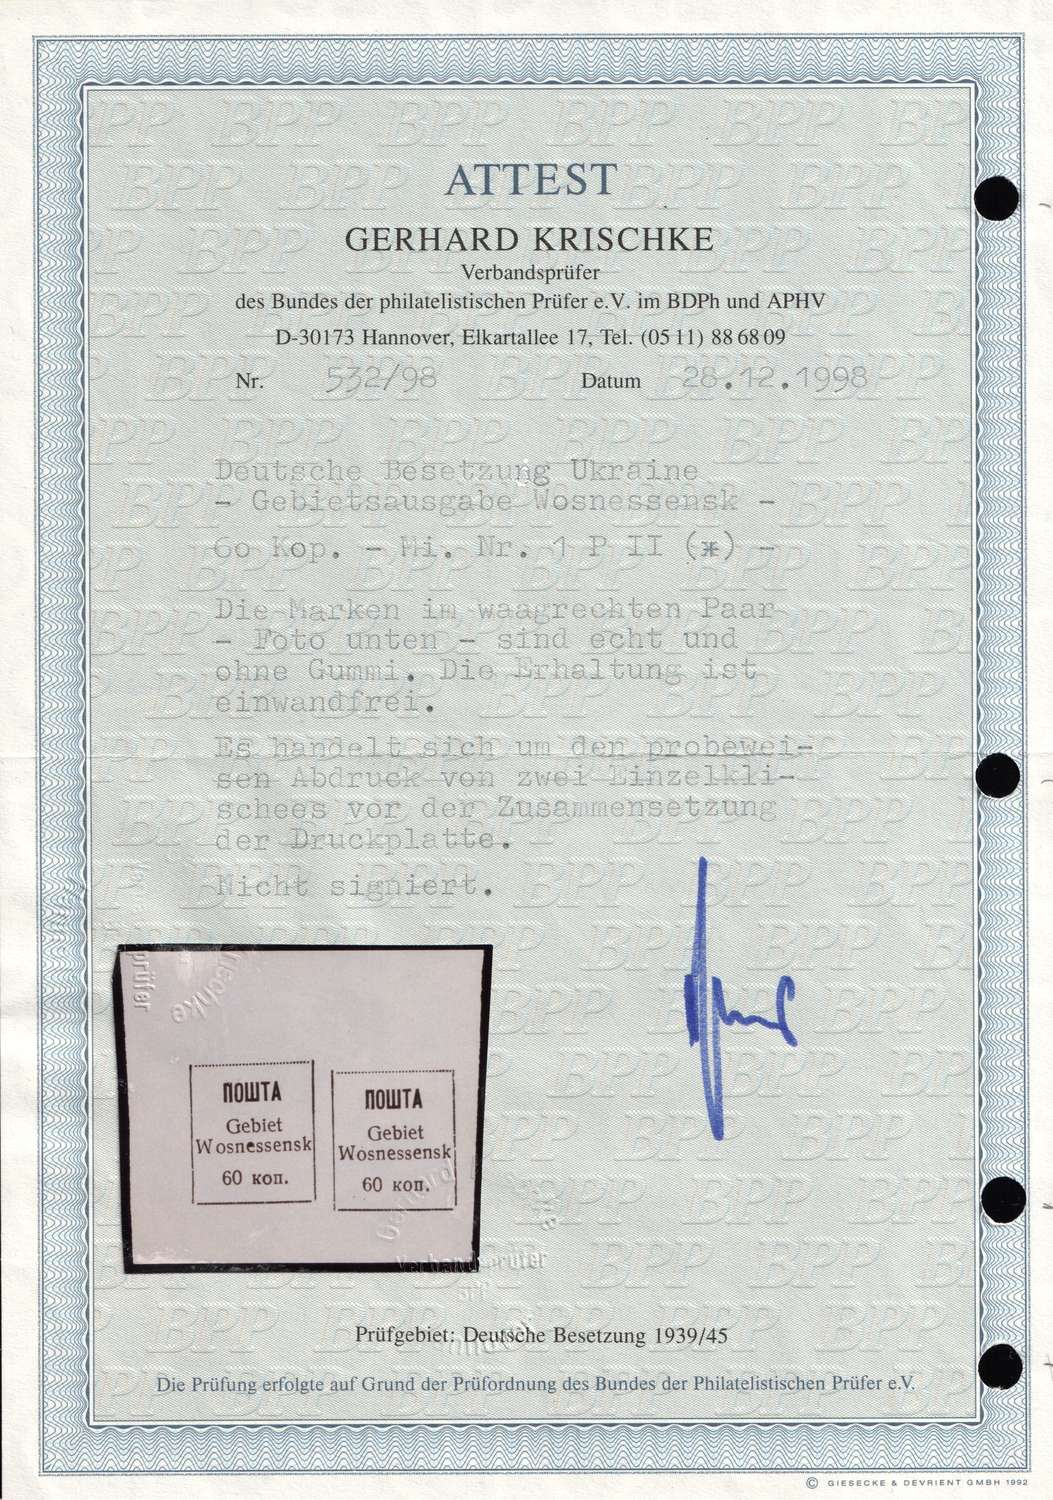 ATTEST
GERHARD KRISCHKE
Verbandsprüfer
des Bundes der philatelistischen Prüfer e.V. im BDPh und APHV
D-30173 Hannover, Elkartallee 17, Tel. (05 11) 88 68 09
Nr. 532/98 Datum 28.12.1998
Deutsche Besetzung Ukraine
- Gebietsausgabe Wosnessensk -
60 Kop. - Mi. Nr. 1 P II (*) -
Die Marken im waagrechten Paar
- Foto unten - sind echt und
ohne Gummi. Die Erhaltung ist
einwandfrei.
Es handelt sich um den probewei-
sen Abdruck von zwei Einzelkli-
schees vor der Zusammensetzung
der Druckplatte.
Nicht signiert.
ПОШТА
Gebiet
Wosnessensk
60 коп.
ПОШТА
Gebiet
Wosnessensk
60 коп.
Verbandsprüfer
BPP
Prüfgebiet: Deutsche Besetzung 1939/45
Die Prüfung erfolgte auf Grund der Prüfordnung des Bundes der Philatelistischen Prüfer e.V.
© GIESECKE & DEVRIENT GMBH 1992